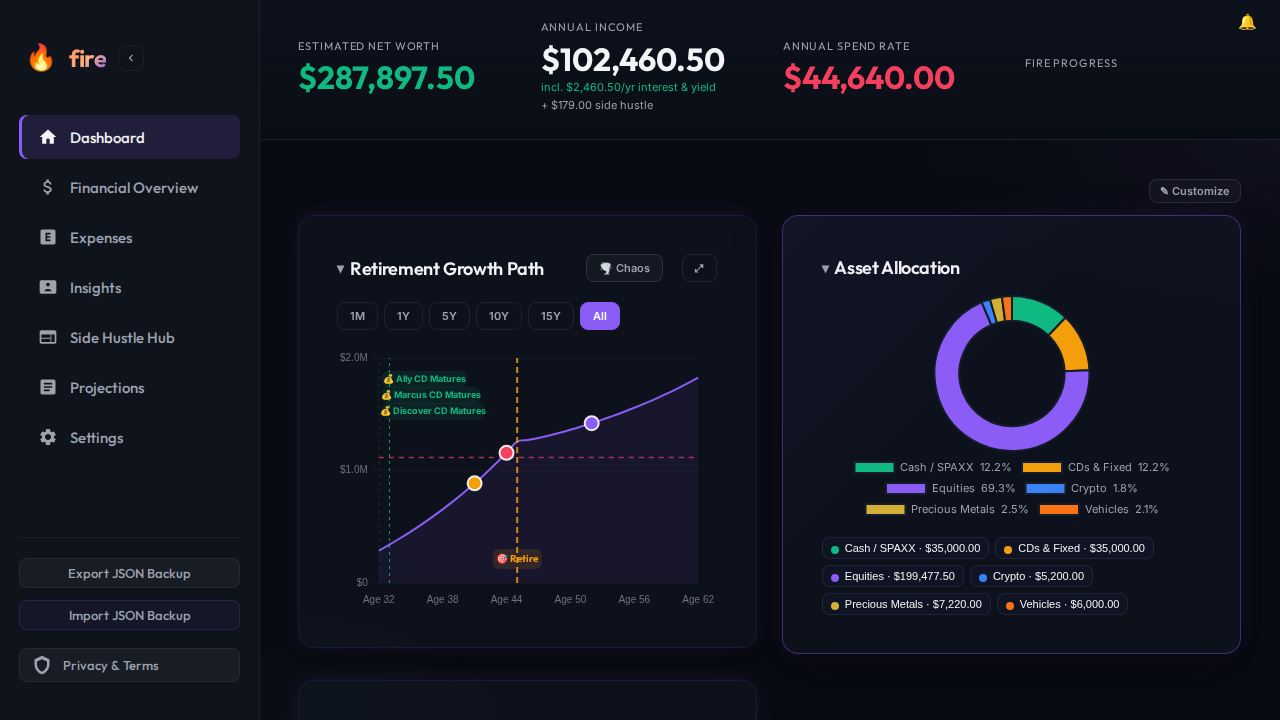 fire
Dashboard
Financial Overview
Expenses
Insights
Side Hustle Hub
Projections
Settings
Export JSON Backup
Import JSON Backup
Privacy & Terms
ESTIMATED NET WORTH
$287,897.50
ANNUAL INCOME
$102,460.50
incl. $2,460.50/yr interest & yield
+ $179.00 side hustle
ANNUAL SPEND RATE
$44,640.00
FIRE PROGRESS
Customize
Retirement Growth Path
Chaos
1M 1Y 5Y 10Y 15Y All
$2.0M
Ally CD Matures
Marcus CD Matures
Discover CD Matures
$1.0M
Retire
$0
Age 32 Age 38 Age 44 Age 50 Age 56 Age 62
Asset Allocation
Cash / SPAXX 12.2% CDs & Fixed 12.2%
Equities 69.3% Crypto 1.8%
Precious Metals 2.5% Vehicles 2.1%
Cash / SPAXX · $35,000.00 CDs & Fixed · $35,000.00
Equities · $199,477.50 Crypto · $5,200.00
Precious Metals · $7,220.00 Vehicles · $6,000.00